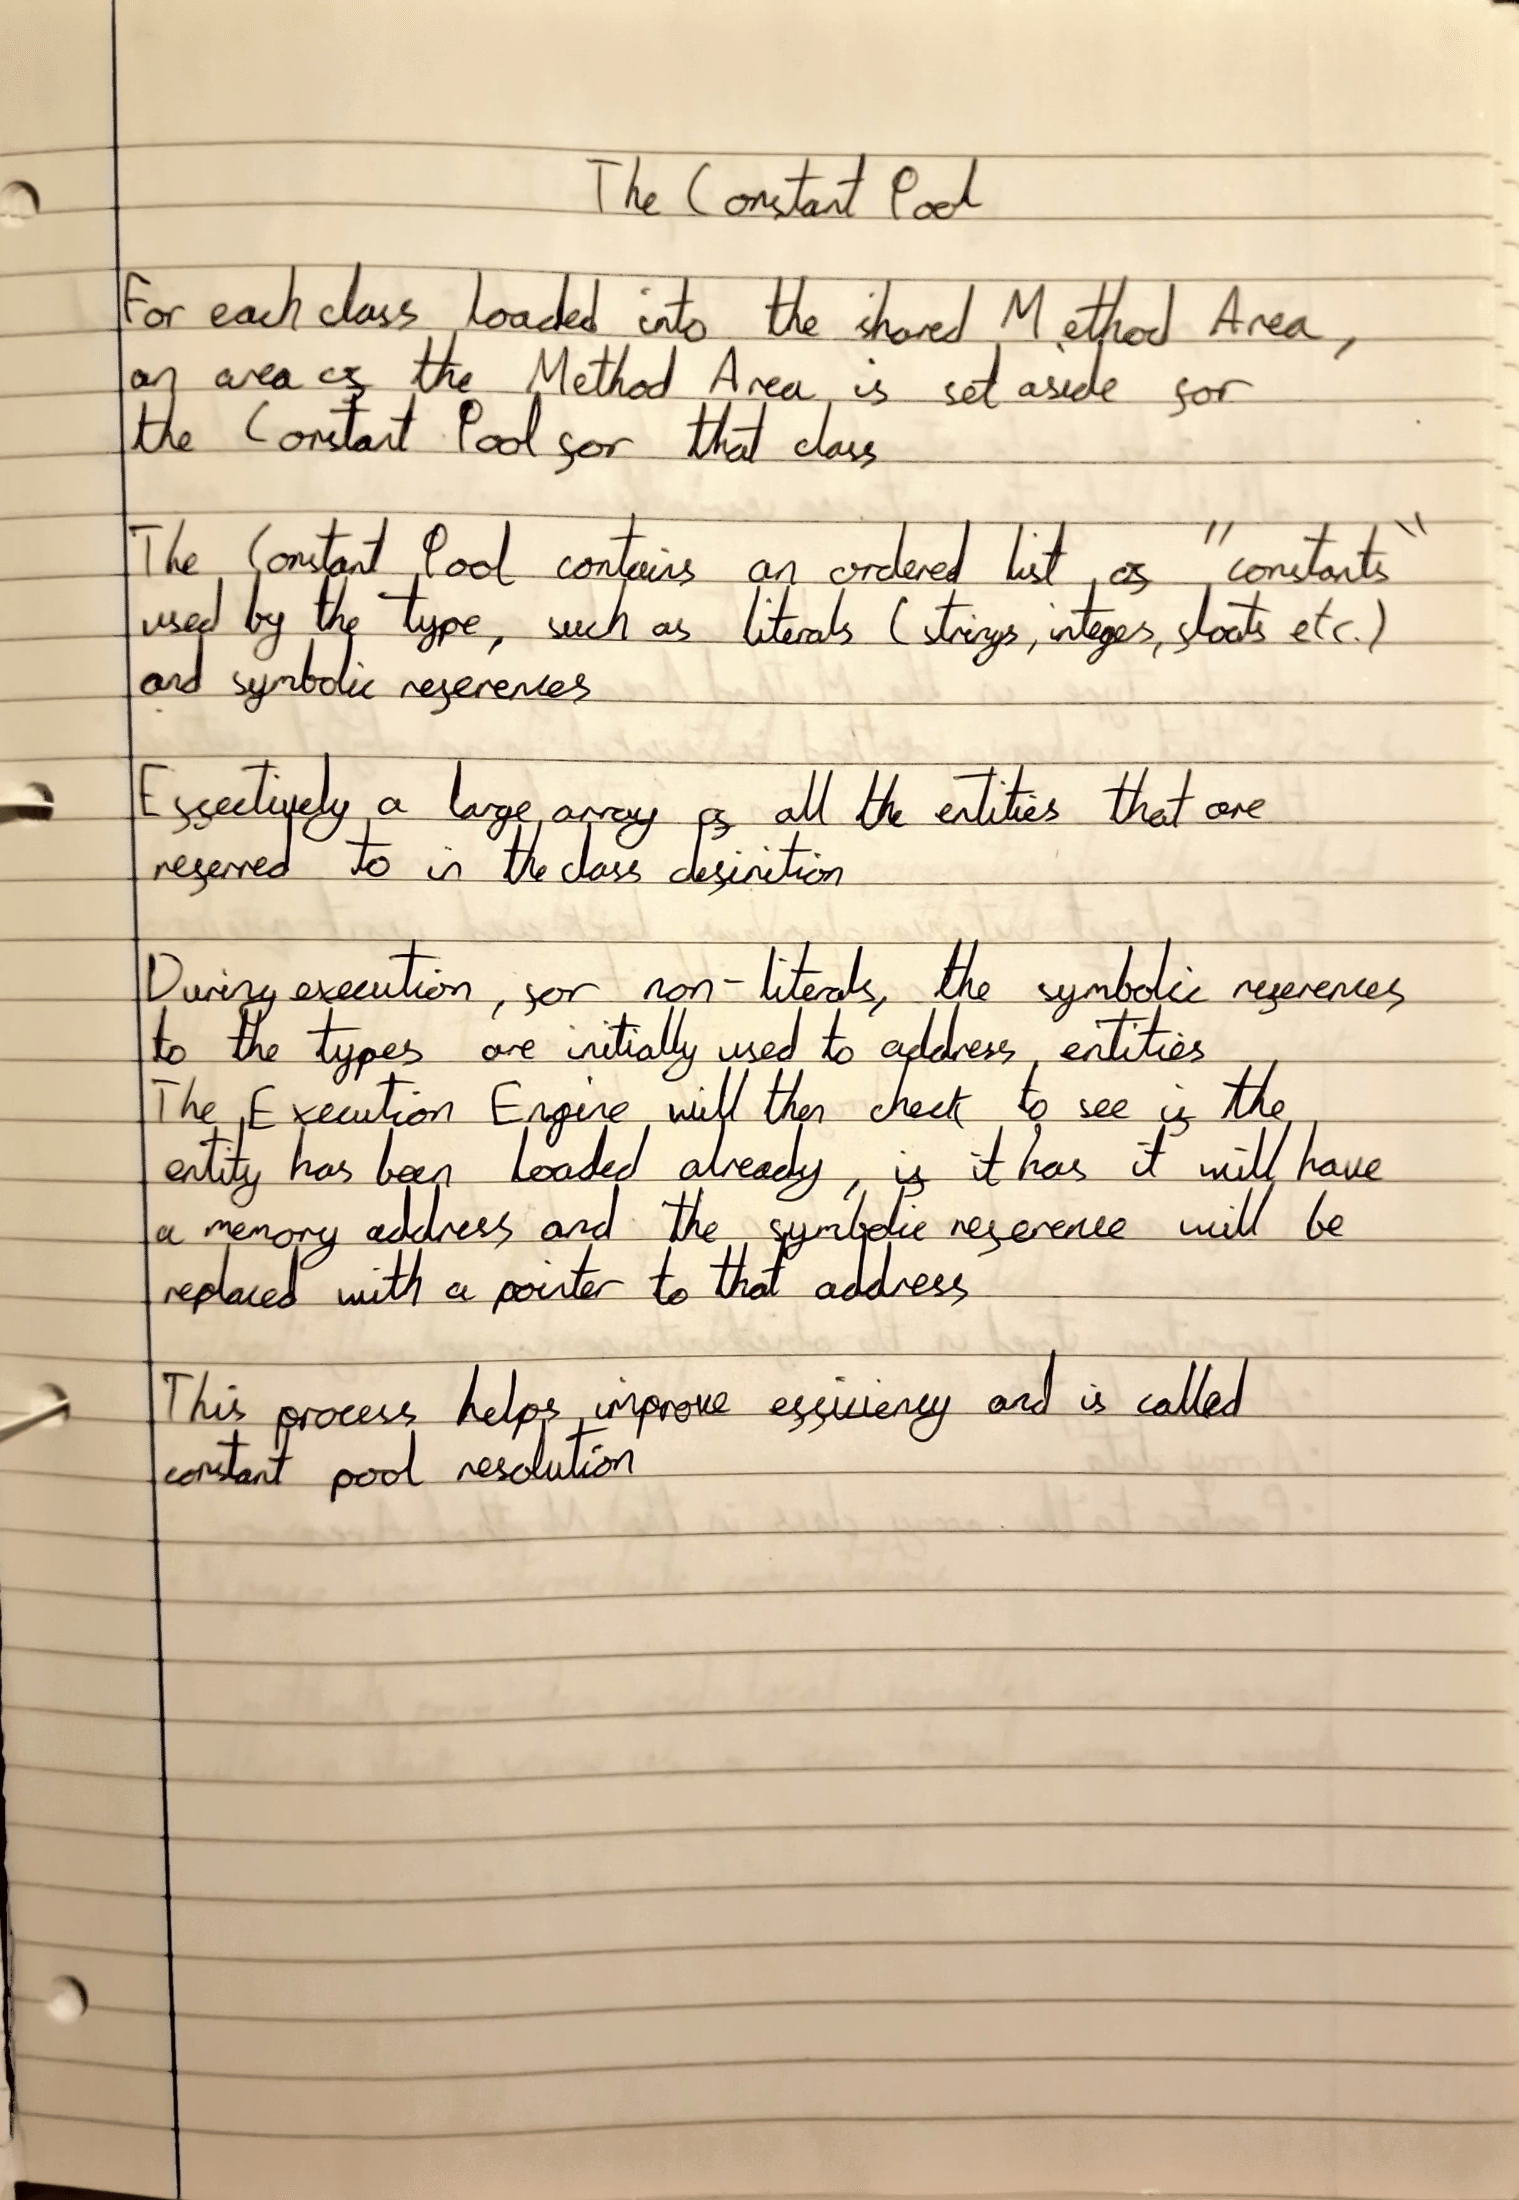 The Constant Pool
For each class loaded into the shared Method Area,
an area of the Method Area is set aside for
the Constant Pool for that class
The Constant Pool contains an ordered list of "constants"
used by the type, such as literals (strings, integers, floats etc.)
and symbolic references
Effectively a large array of all the entities that are
referred to in the class definition
During execution, for non-literals, the symbolic references
to the types are initially used to address entities
The Execution Engine will then check to see if the
entity has been loaded already, if it has it will have
a memory address and the symbolic reference will be
replaced with a pointer to that address
This process helps improve efficiency and is called
constant pool resolution